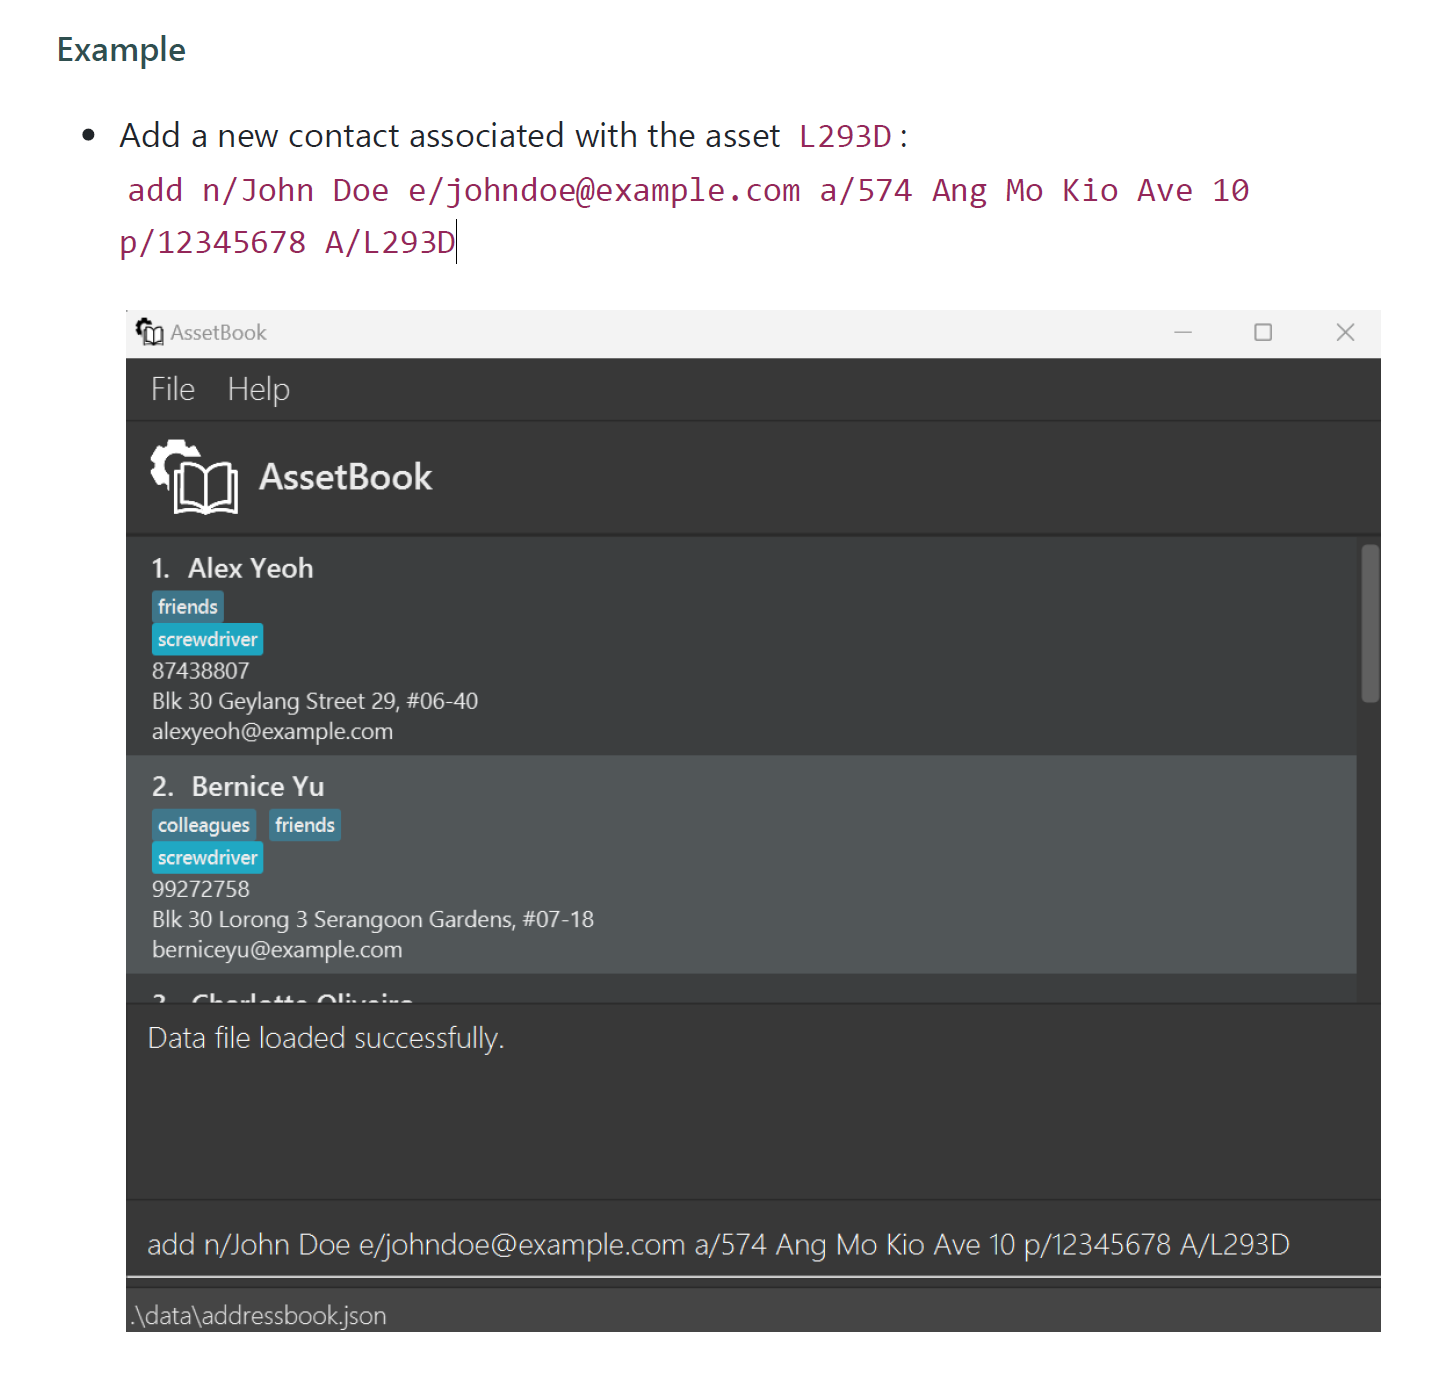 Example
Add a new contact associated with the asset L293D:
add n/John Doe e/johndoe@example.com a/574 Ang Mo Kio Ave 10
p/12345678 A/L293D
AssetBook
File Help
AssetBook
1. Alex Yeoh
friends
screwdriver
87438807
Blk 30 Geylang Street 29, #06-40
alexyeoh@example.com
2. Bernice Yu
colleagues friends
screwdriver
99272758
Blk 30 Lorong 3 Serangoon Gardens, #07-18
berniceyu@example.com
3. Charlotte Oliveiro
Data file loaded successfully.
add n/John Doe e/johndoe@example.com a/574 Ang Mo Kio Ave 10 p/12345678 A/L293D
.\data\addressbook.json